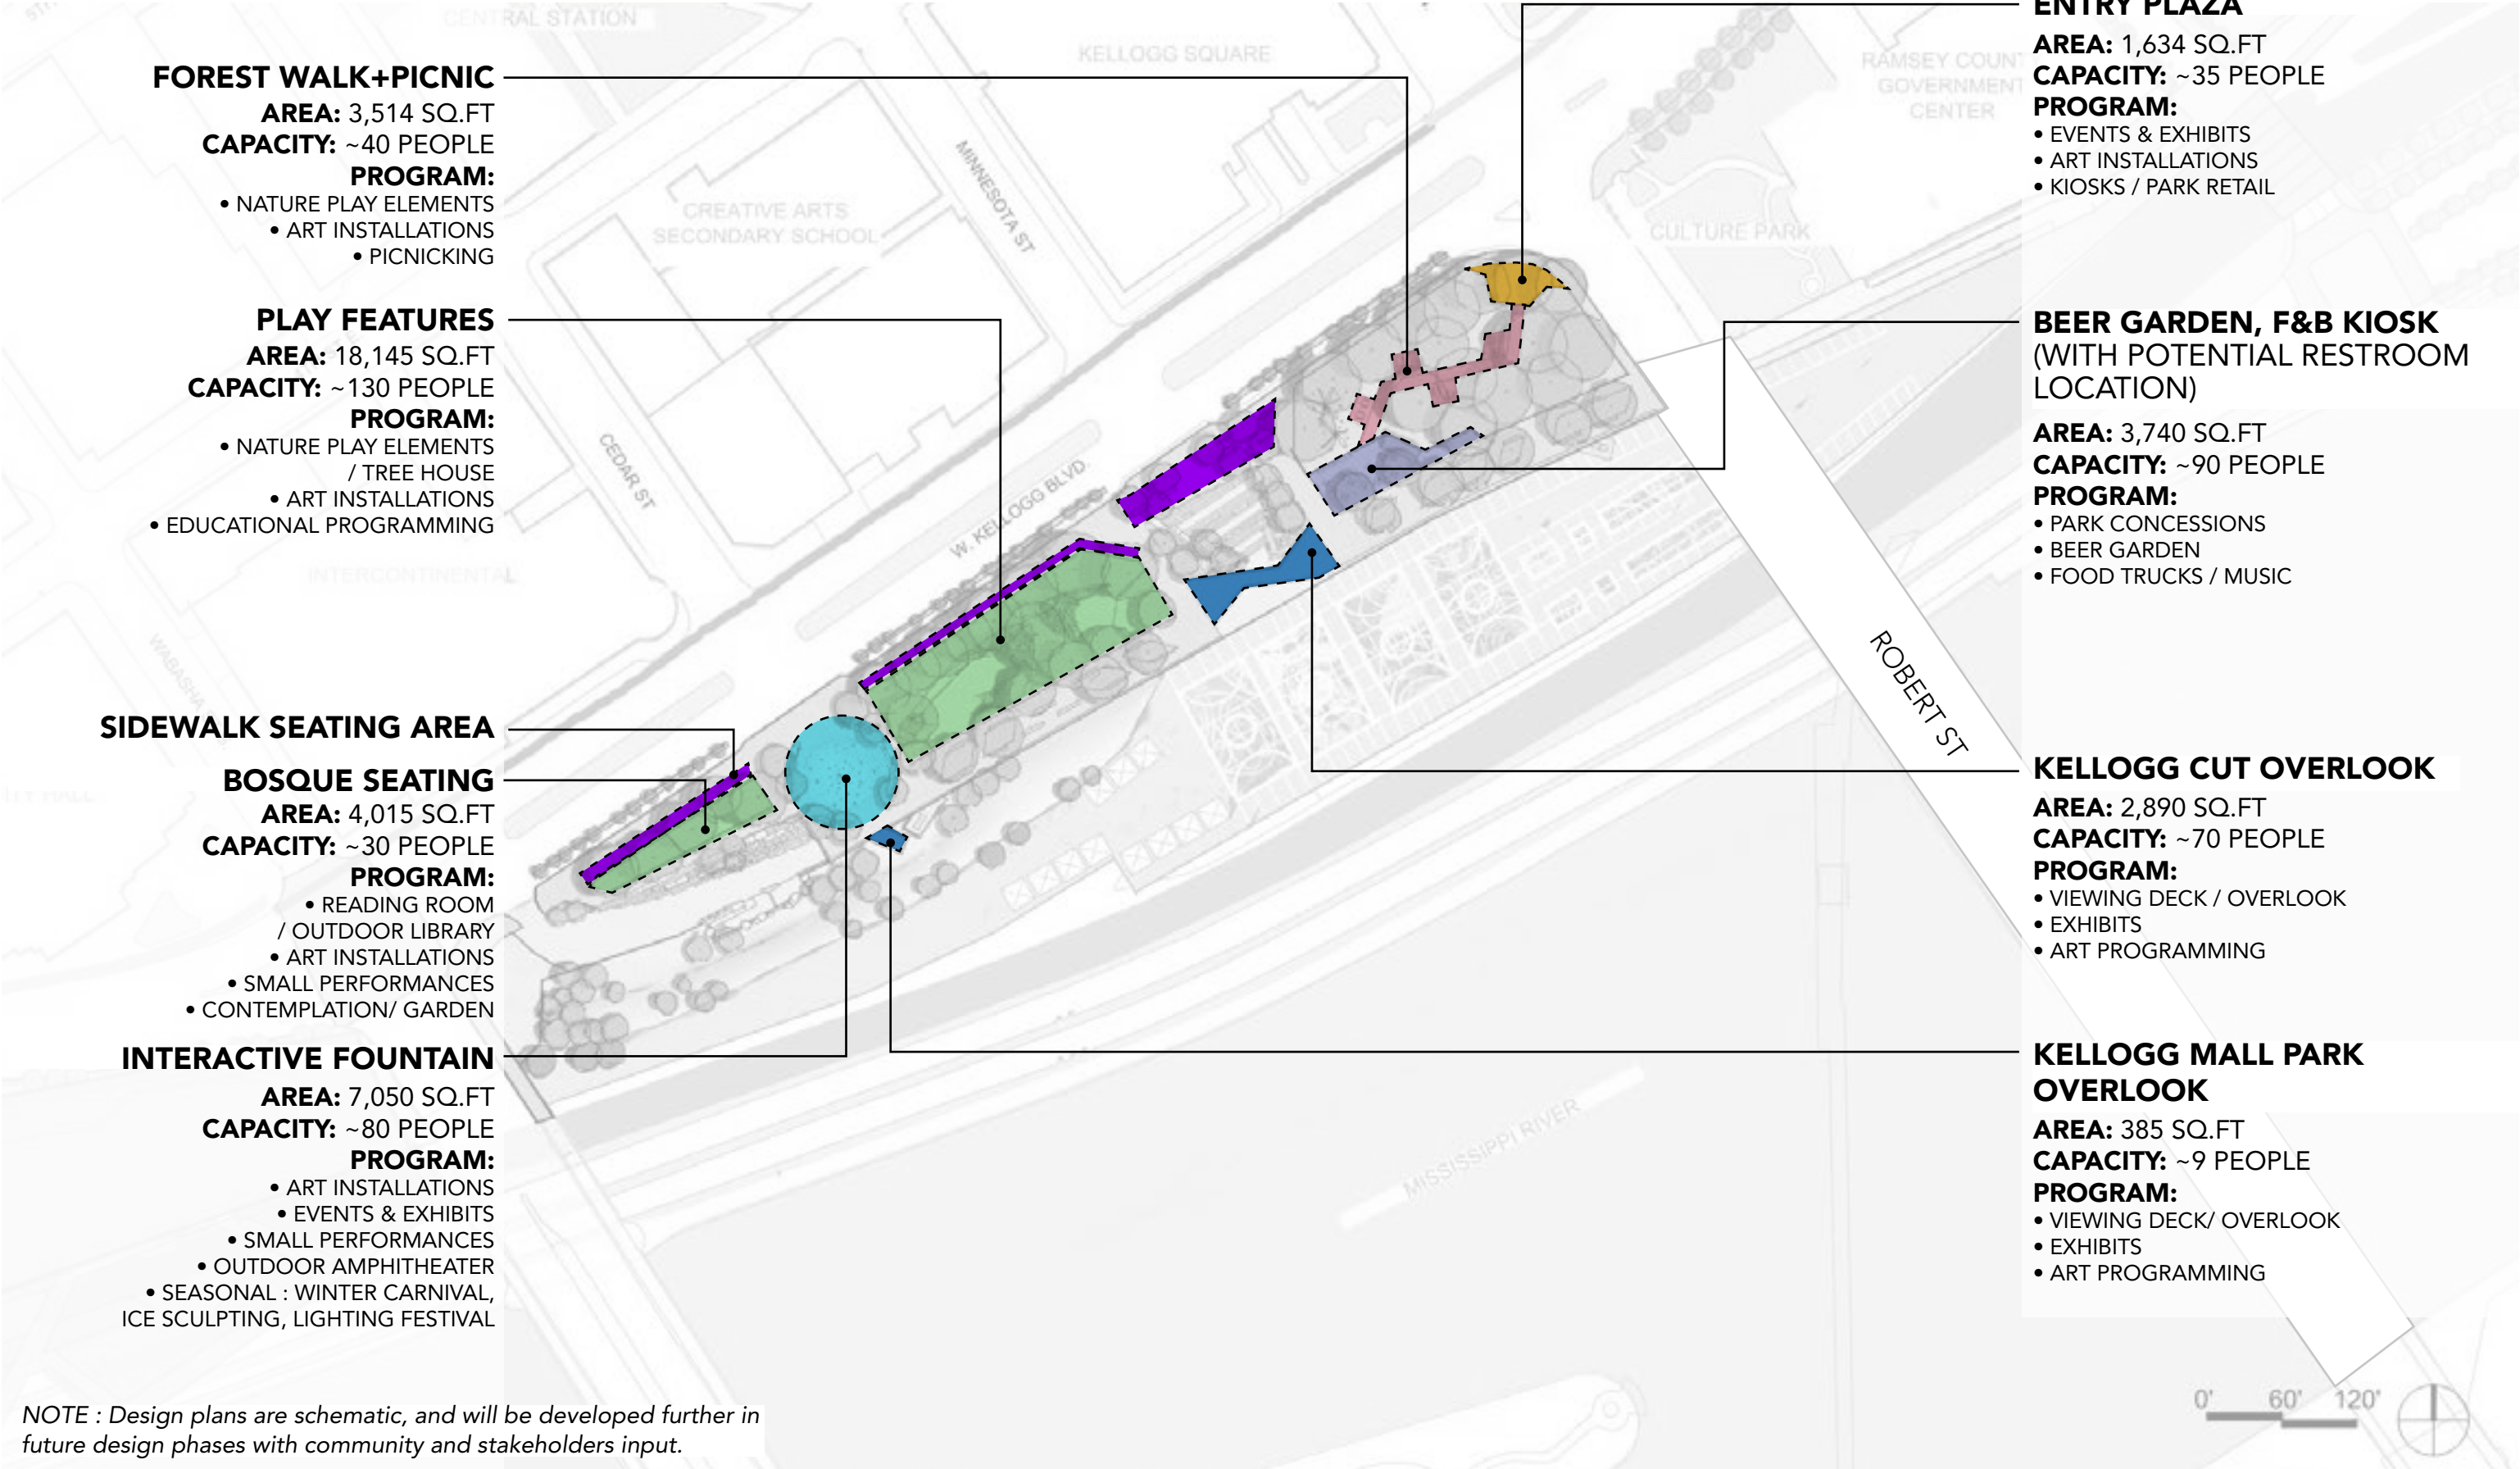 CENTRAL STATION
KELLOGG SQUARE
RAMSEY COUNT
GOVERNMENT
CENTER
CREATIVE ARTS
SECONDARY SCHOOL
MINNESOTA ST
CULTURE PARK
CEDAR ST
W. KELLOGG BLVD.
INTERCONTINENTAL
WABASHA
ROBERT ST
MISSISSIPPI RIVER
FOREST WALK+PICNIC
AREA: 3,514 SQ.FT
CAPACITY: ~40 PEOPLE
PROGRAM:
• NATURE PLAY ELEMENTS
• ART INSTALLATIONS
• PICNICKING
PLAY FEATURES
AREA: 18,145 SQ.FT
CAPACITY: ~130 PEOPLE
PROGRAM:
• NATURE PLAY ELEMENTS
/ TREE HOUSE
• ART INSTALLATIONS
• EDUCATIONAL PROGRAMMING
SIDEWALK SEATING AREA
BOSQUE SEATING
AREA: 4,015 SQ.FT
CAPACITY: ~30 PEOPLE
PROGRAM:
• READING ROOM
/ OUTDOOR LIBRARY
• ART INSTALLATIONS
• SMALL PERFORMANCES
• CONTEMPLATION/ GARDEN
INTERACTIVE FOUNTAIN
AREA: 7,050 SQ.FT
CAPACITY: ~80 PEOPLE
PROGRAM:
• ART INSTALLATIONS
• EVENTS & EXHIBITS
• SMALL PERFORMANCES
• OUTDOOR AMPHITHEATER
• SEASONAL : WINTER CARNIVAL,
ICE SCULPTING, LIGHTING FESTIVAL
ENTRY PLAZA
AREA: 1,634 SQ.FT
CAPACITY: ~35 PEOPLE
PROGRAM:
• EVENTS & EXHIBITS
• ART INSTALLATIONS
• KIOSKS / PARK RETAIL
BEER GARDEN, F&B KIOSK
(WITH POTENTIAL RESTROOM
LOCATION)
AREA: 3,740 SQ.FT
CAPACITY: ~90 PEOPLE
PROGRAM:
• PARK CONCESSIONS
• BEER GARDEN
• FOOD TRUCKS / MUSIC
KELLOGG CUT OVERLOOK
AREA: 2,890 SQ.FT
CAPACITY: ~70 PEOPLE
PROGRAM:
• VIEWING DECK / OVERLOOK
• EXHIBITS
• ART PROGRAMMING
KELLOGG MALL PARK
OVERLOOK
AREA: 385 SQ.FT
CAPACITY: ~9 PEOPLE
PROGRAM:
• VIEWING DECK/ OVERLOOK
• EXHIBITS
• ART PROGRAMMING
0' 60' 120'
NOTE : Design plans are schematic, and will be developed further in
future design phases with community and stakeholders input.